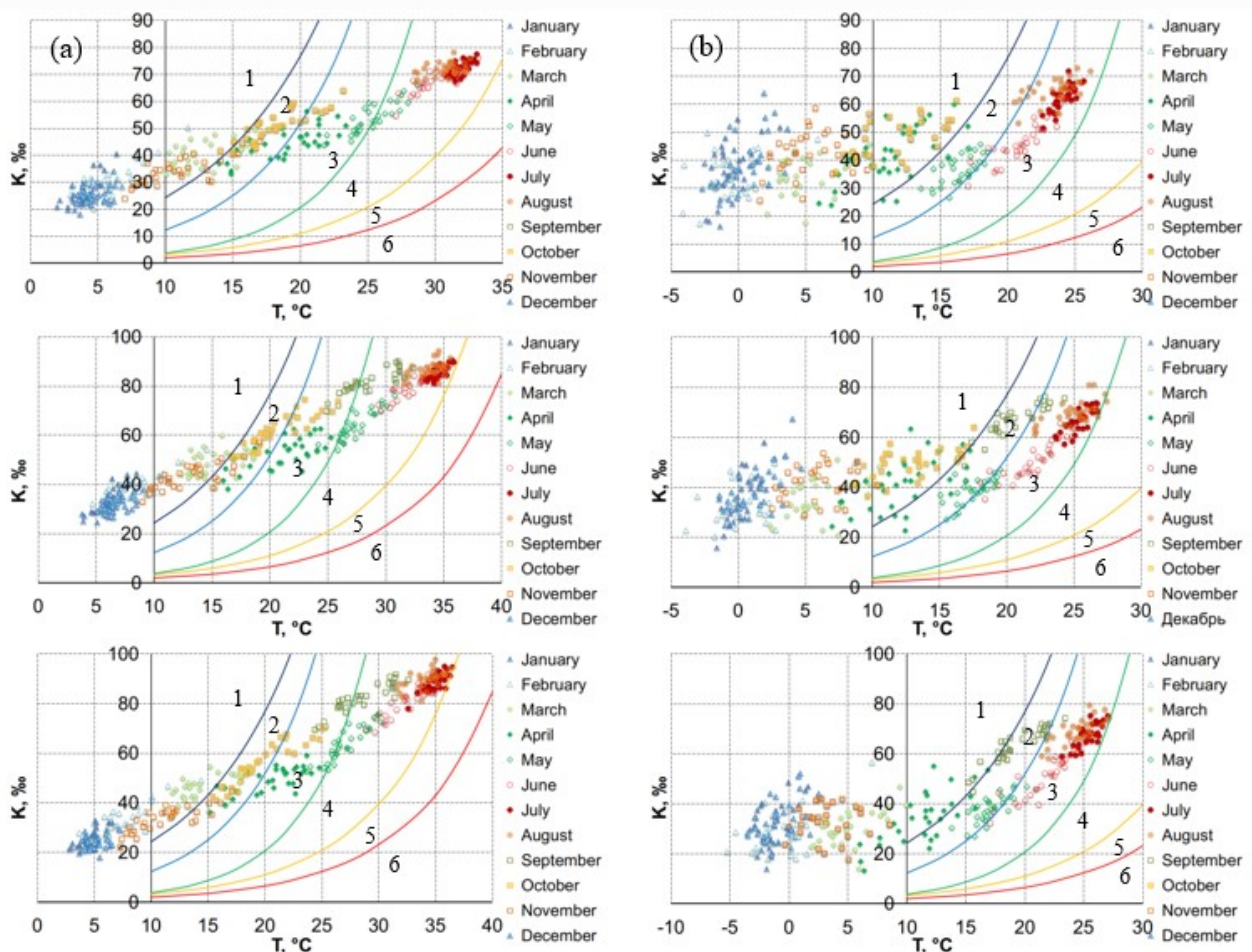 (a)
K, ‰
90
80
70
60
50
40
30
20
10
0
1
2
3
4
5
6
0 5 10 15 20 25 30 35
T, °C
January
February
March
April
May
June
July
August
September
October
November
December
(b)
K, ‰
90
80
70
60
50
40
30
20
10
0
1
2
3
4
5
6
-5 0 5 10 15 20 25 30
T, °C
January
February
March
April
May
June
July
August
September
October
November
December
K, ‰
100
80
60
40
20
0
1
2
3
4
5
6
0 5 10 15 20 25 30 35 40
T, °C
January
February
March
April
May
June
July
August
September
October
November
December
K, ‰
100
80
60
40
20
0
1
2
3
4
5
6
-5 0 5 10 15 20 25 30
T, °C
January
February
March
April
May
June
July
August
September
October
November
Декабрь
K, ‰
100
80
60
40
20
0
1
2
3
4
5
6
0 5 10 15 20 25 30 35 40
T, °C
January
February
March
April
May
June
July
August
September
October
November
December
K, ‰
100
80
60
40
20
0
1
2
3
4
5
6
-10 -5 0 5 10 15 20 25 30
T, °C
January
February
March
April
May
June
July
August
September
October
November
December